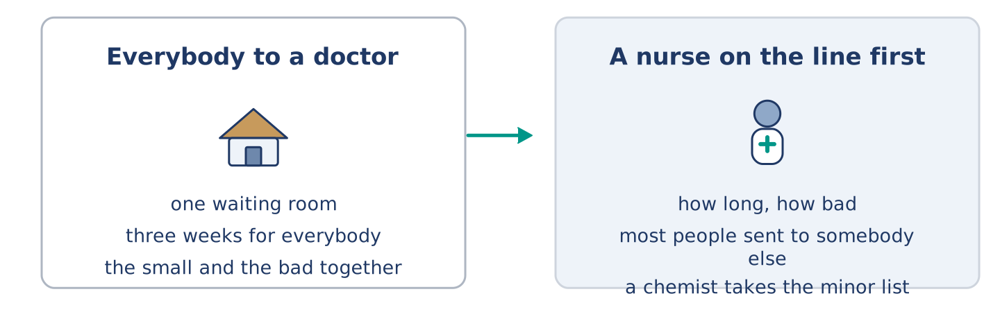 Everybody to a doctor
one waiting room
three weeks for everybody
the small and the bad together
A nurse on the line first
how long, how bad
most people sent to somebody
else
a chemist takes the minor list